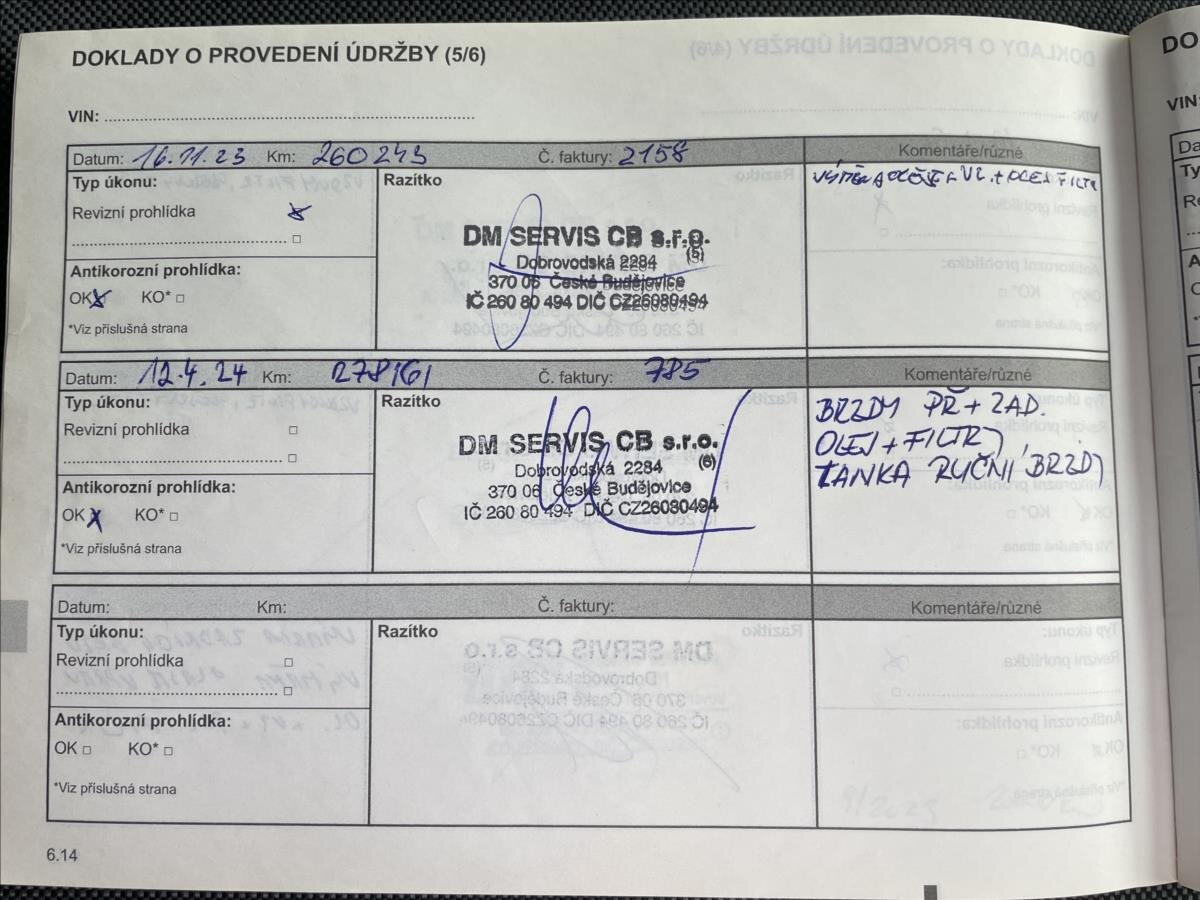 DOKLADY O PROVEDENÍ ÚDRŽBY (5/6)
VIN:
Datum: 16.11.23 Km: 260243 Č. faktury: 2158 Komentáře/různé
Typ úkonu: Razítko
Revizní prohlídka
Antikorozní prohlídka:
OK KO*
*Viz příslušná strana
DM SERVIS CB s.r.o.
Dobrovodská 2284 (5)
370 06 České Budějovice
IČ 260 80 494 DIČ CZ26080494
+ OLEJ FILTR
Datum: 12.4.24 Km: 278161 Č. faktury: 785 Komentáře/různé
Typ úkonu: Razítko
Revizní prohlídka
Antikorozní prohlídka:
OK KO*
*Viz příslušná strana
DM SERVIS CB s.r.o.
Dobrovodská 2284 (6)
370 06 České Budějovice
IČ 260 80 494 DIČ CZ26080494
BRZDY PŘ + ZAD.
OLEJ + FILTRY
LANKA RUČNÍ BRZDY
Datum: Km: Č. faktury: Komentáře/různé
Typ úkonu: Razítko
Revizní prohlídka
Antikorozní prohlídka:
OK KO*
*Viz příslušná strana
6.14